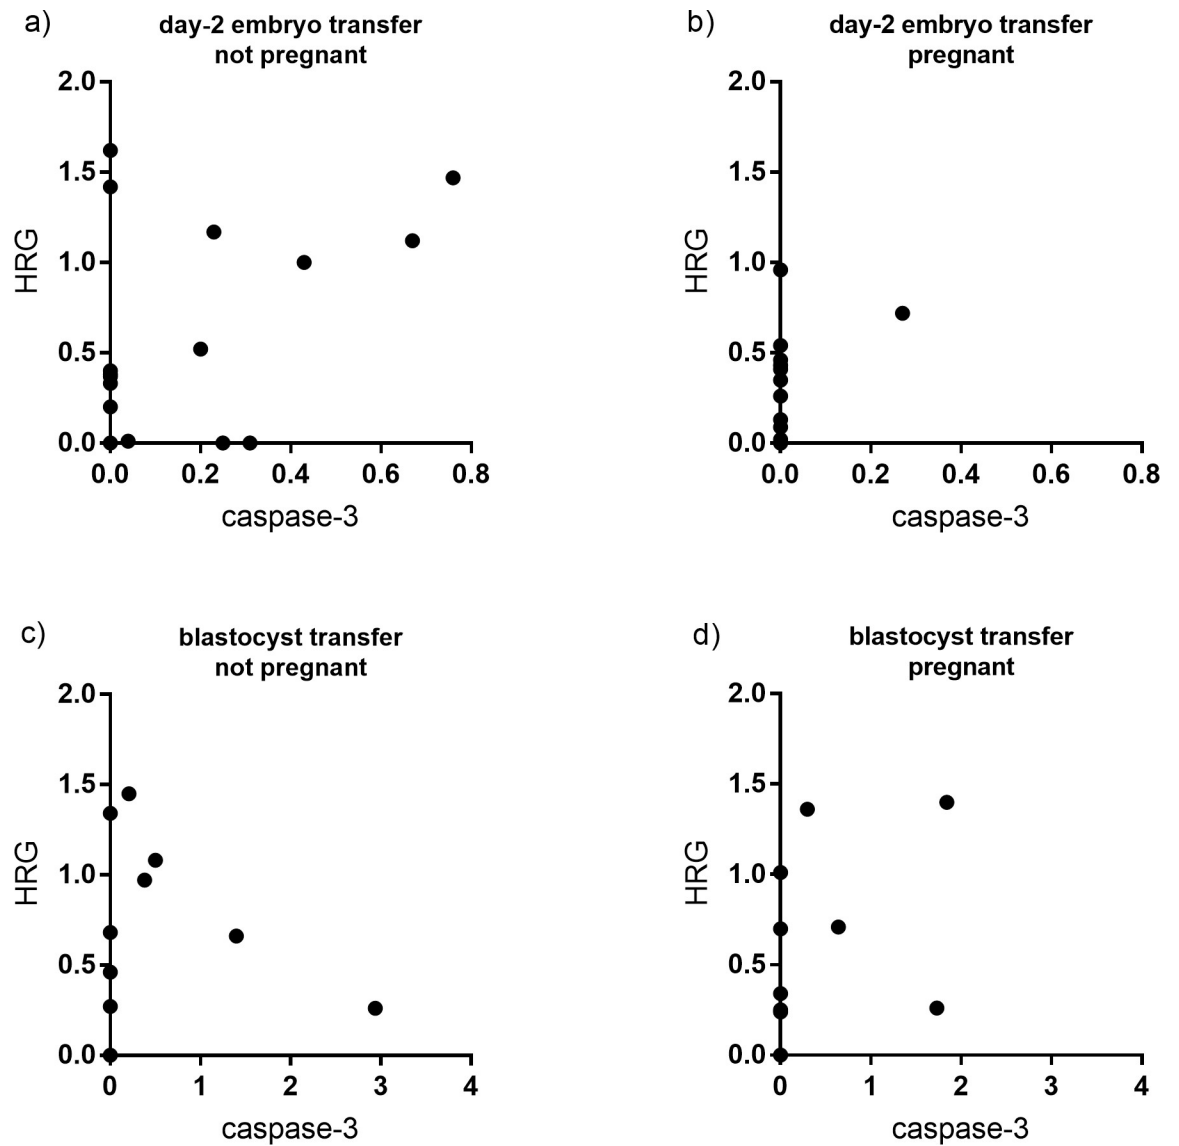 a)
day-2 embryo transfer
not pregnant
2.0
1.5
1.0
0.5
0.0
HRG
0.0 0.2 0.4 0.6 0.8
caspase-3
b)
day-2 embryo transfer
pregnant
2.0
1.5
1.0
0.5
0.0
HRG
0.0 0.2 0.4 0.6 0.8
caspase-3
c)
blastocyst transfer
not pregnant
2.0
1.5
1.0
0.5
0.0
HRG
0 1 2 3 4
caspase-3
d)
blastocyst transfer
pregnant
2.0
1.5
1.0
0.5
0.0
HRG
0 1 2 3 4
caspase-3